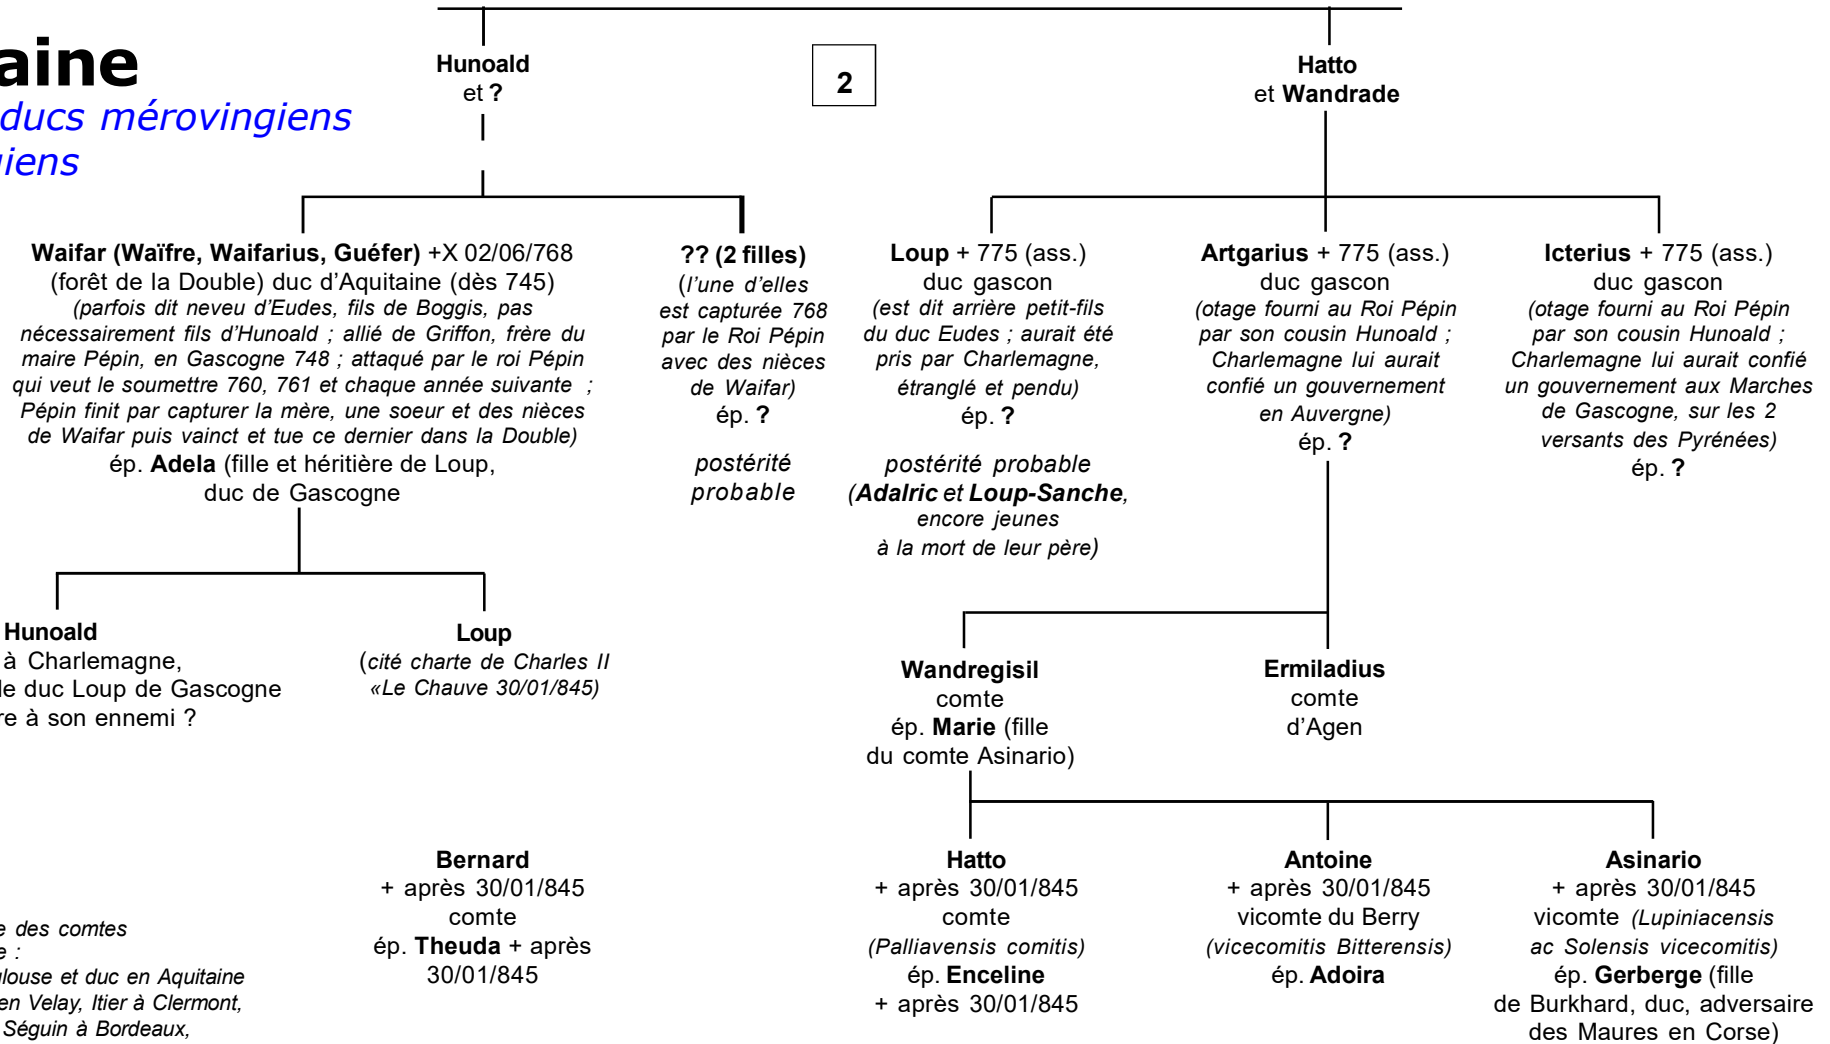 aine
ducs mérovingiens
giens
Hunoald
et ?
2
Hatto
et Wandrade
Waifar (Waïfre, Waifarius, Guéfer) +X 02/06/768
(forêt de la Double) duc d'Aquitaine (dès 745)
(parfois dit neveu d'Eudes, fils de Boggis, pas
nécessairement fils d'Hunoald ; allié de Griffon, frère du
maire Pépin, en Gascogne 748 ; attaqué par le roi Pépin
qui veut le soumettre 760, 761 et chaque année suivante ;
Pépin finit par capturer la mère, une soeur et des nièces
de Waifar puis vainct et tue ce dernier dans la Double)
ép. Adela (fille et héritière de Loup,
duc de Gascogne
?? (2 filles)
(l'une d'elles
est capturée 768
par le Roi Pépin
avec des nièces
de Waifar)
ép. ?
postérité
probable
Loup + 775 (ass.)
duc gascon
(est dit arrière petit-fils
du duc Eudes ; aurait été
pris par Charlemagne,
étranglé et pendu)
ép. ?
postérité probable
(Adalric et Loup-Sanche,
encore jeunes
à la mort de leur père)
Artgarius + 775 (ass.)
duc gascon
(otage fourni au Roi Pépin
par son cousin Hunoald ;
Charlemagne lui aurait
confié un gouvernement
en Auvergne)
ép. ?
Icterius + 775 (ass.)
duc gascon
(otage fourni au Roi Pépin
par son cousin Hunoald ;
Charlemagne lui aurait confié
un gouvernement aux Marches
de Gascogne, sur les 2
versants des Pyrénées)
ép. ?
Hunoald
à Charlemagne,
le duc Loup de Gascogne
re à son ennemi ?
Loup
(cité charte de Charles II
«Le Chauve 30/01/845)
Wandregisil
comte
ép. Marie (fille
du comte Asinario)
Ermiladius
comte
d'Agen
Bernard
+ après 30/01/845
comte
ép. Theuda + après
30/01/845
Hatto
+ après 30/01/845
comte
(Palliavensis comitis)
ép. Enceline
+ après 30/01/845
Antoine
+ après 30/01/845
vicomte du Berry
(vicecomitis Bitterensis)
ép. Adoira
Asinario
+ après 30/01/845
vicomte (Lupiniacensis
ac Solensis vicecomitis)
ép. Gerberge (fille
de Burkhard, duc, adversaire
des Maures en Corse)
e des comtes
e :
ulouse et duc en Aquitaine
en Velay, Itier à Clermont,
Séguin à Bordeaux,